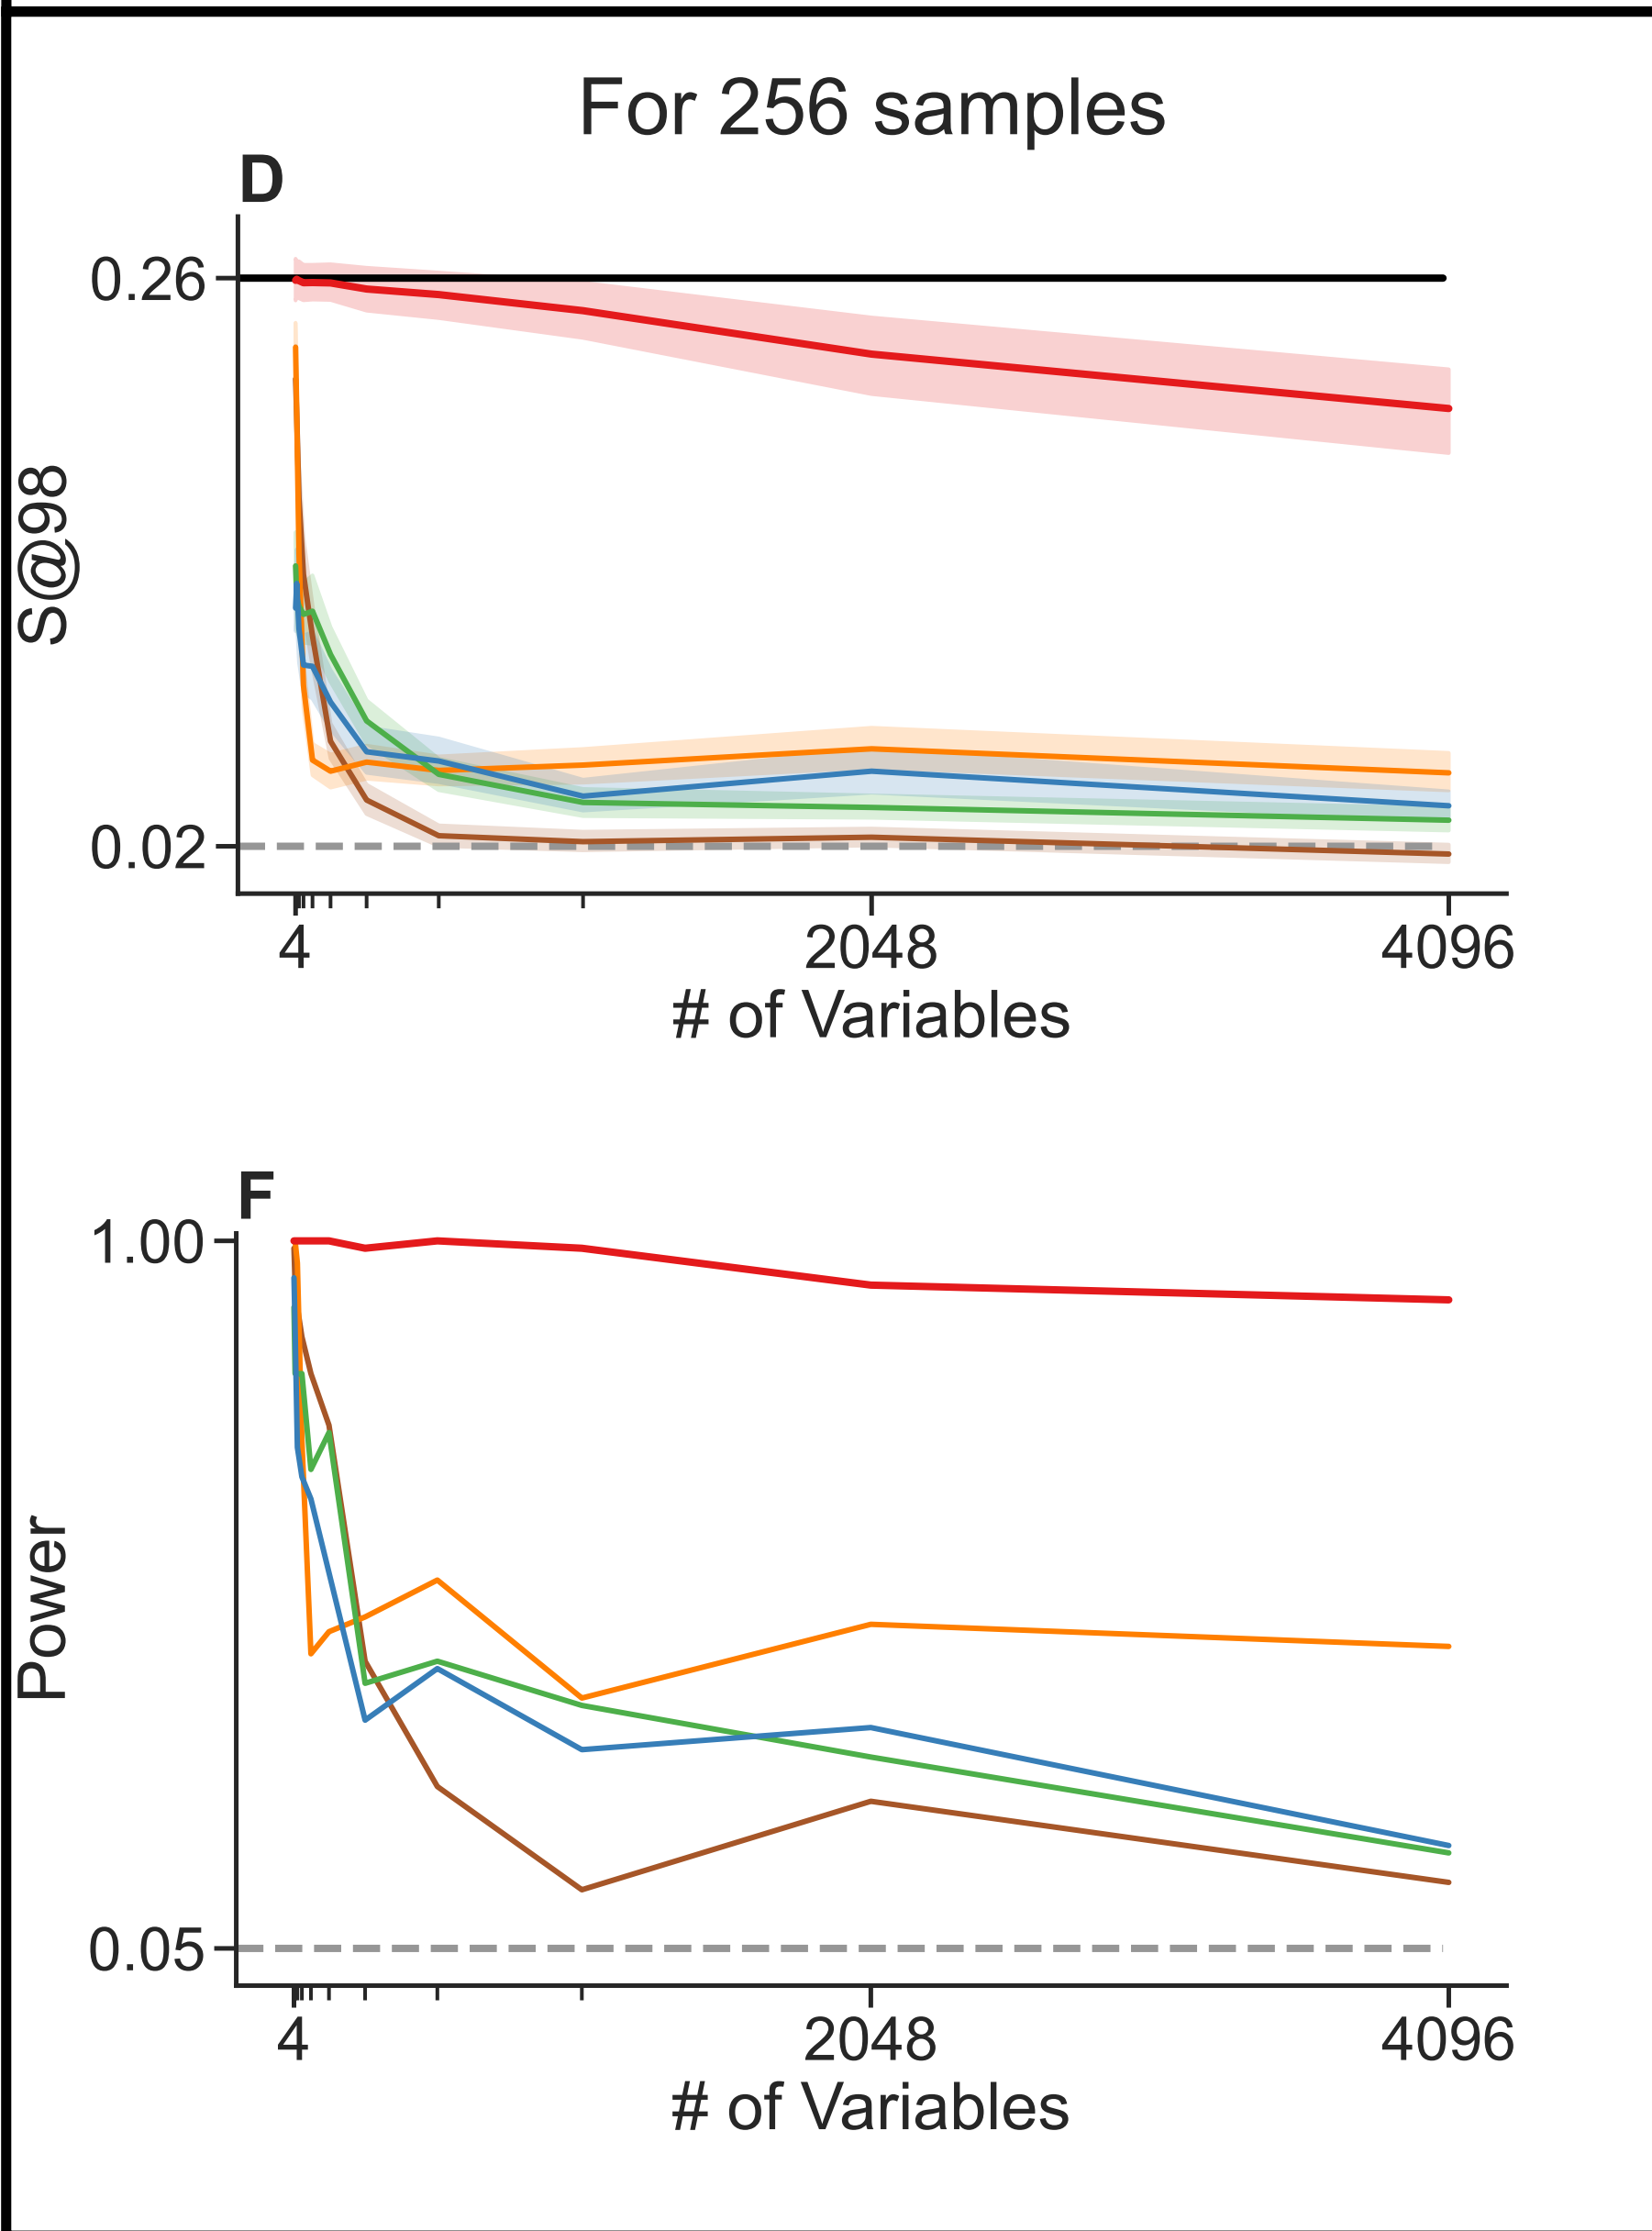 For 256 samples
D
0.26
S@98
0.02
4 2048 4096
# of Variables
F
1.00
Power
0.05
4 2048 4096
# of Variables